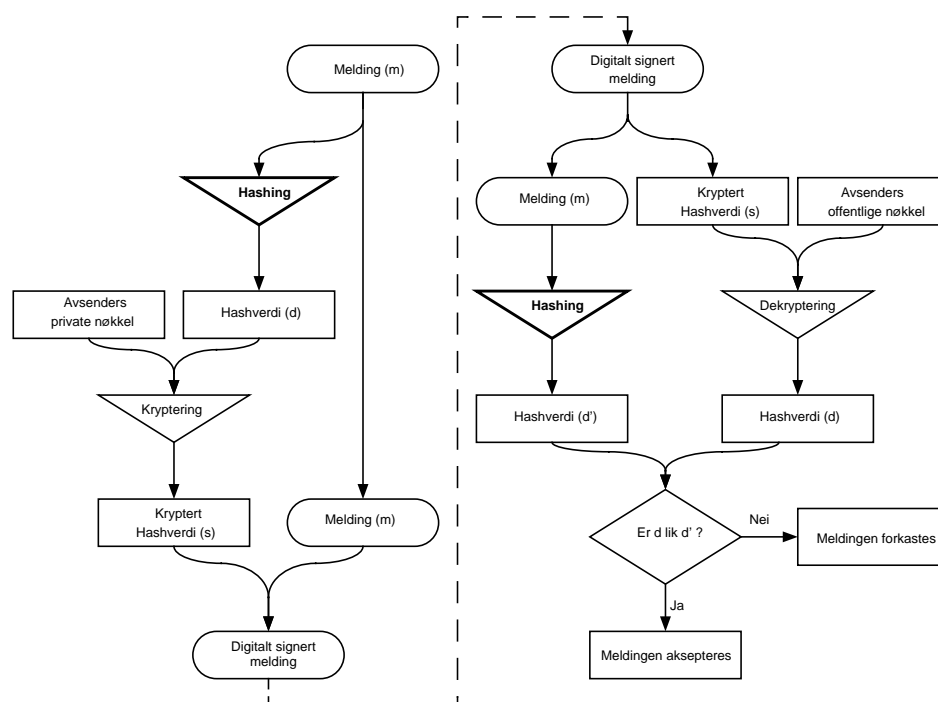 Melding (m)
Hashing
Avsenders
private nøkkel
Hashverdi (d)
Kryptering
Kryptert
Hashverdi (s)
Melding (m)
Digitalt signert
melding
Digitalt signert
melding
Melding (m)
Kryptert
Hashverdi (s)
Avsenders
offentlige nøkkel
Hashing
Dekryptering
Hashverdi (d’)
Hashverdi (d)
Er d lik d’ ?
Nei
Meldingen forkastes
Ja
Meldingen aksepteres